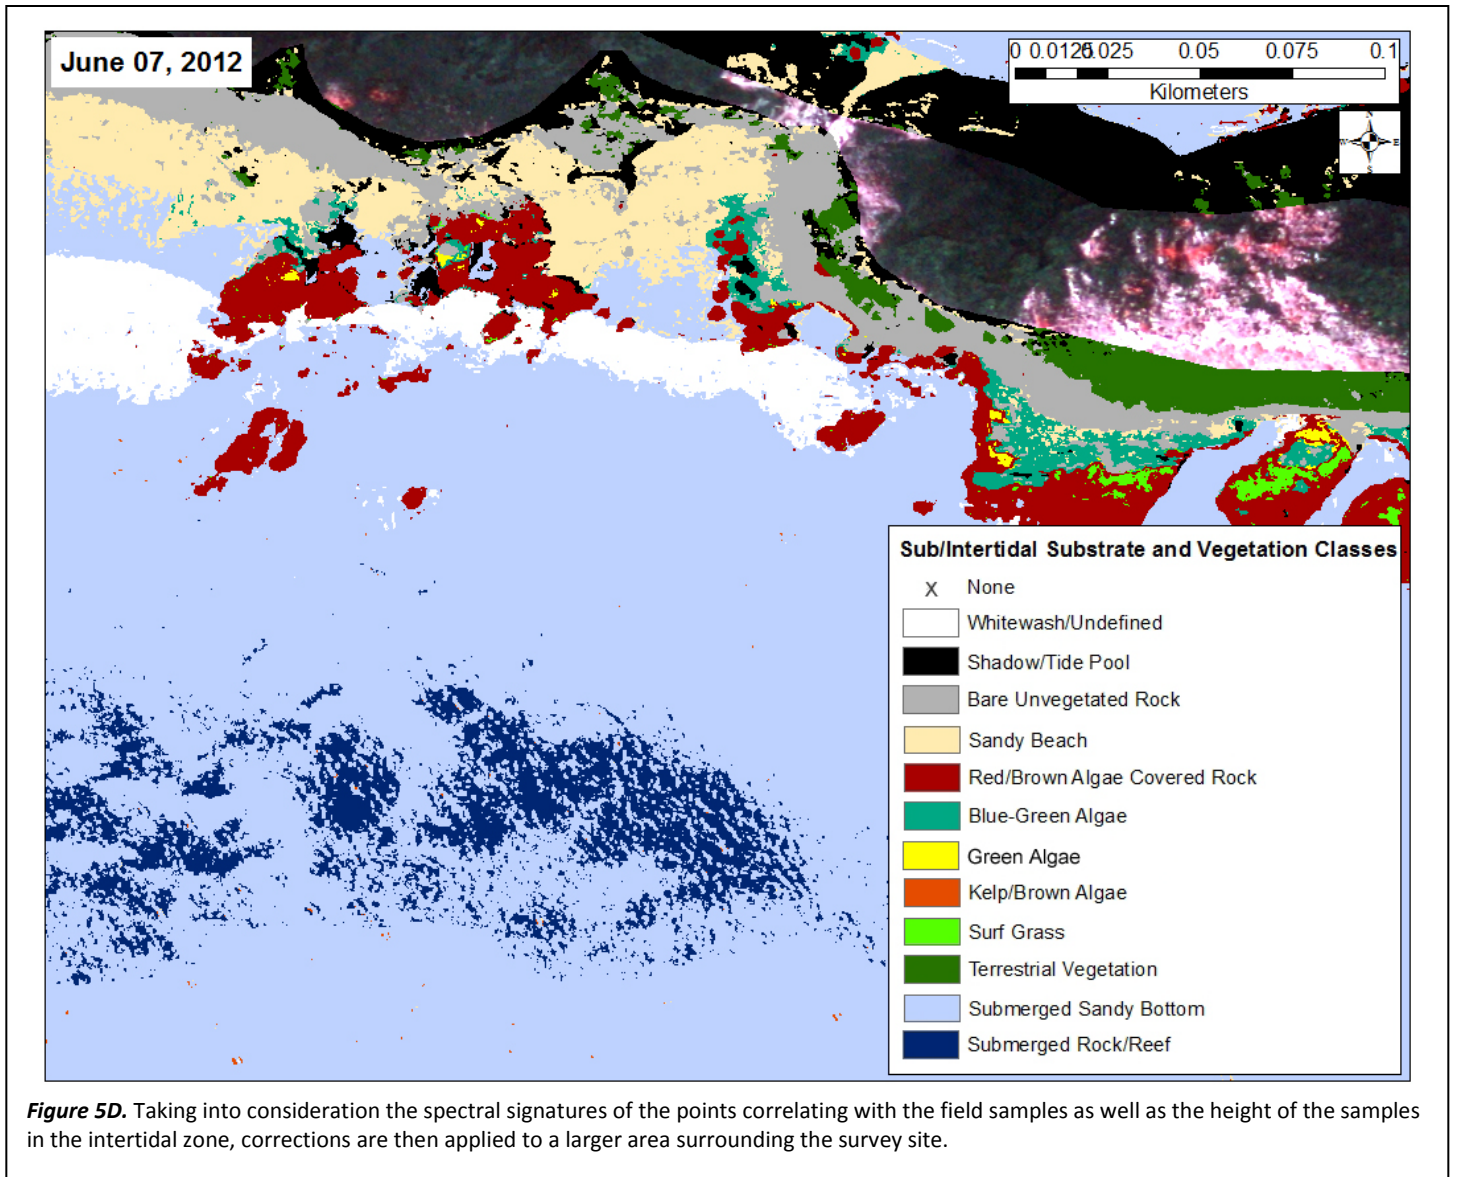 June 07, 2012
0 0.0125 0.025 0.05 0.075 0.1
Kilometers
N
W E
S
Sub/Intertidal Substrate and Vegetation Classes
x None
Whitewash/Undefined
Shadow/Tide Pool
Bare Unvegetated Rock
Sandy Beach
Red/Brown Algae Covered Rock
Blue-Green Algae
Green Algae
Kelp/Brown Algae
Surf Grass
Terrestrial Vegetation
Submerged Sandy Bottom
Submerged Rock/Reef
Figure 5D. Taking into consideration the spectral signatures of the points correlating with the field samples as well as the height of the samples
in the intertidal zone, corrections are then applied to a larger area surrounding the survey site.